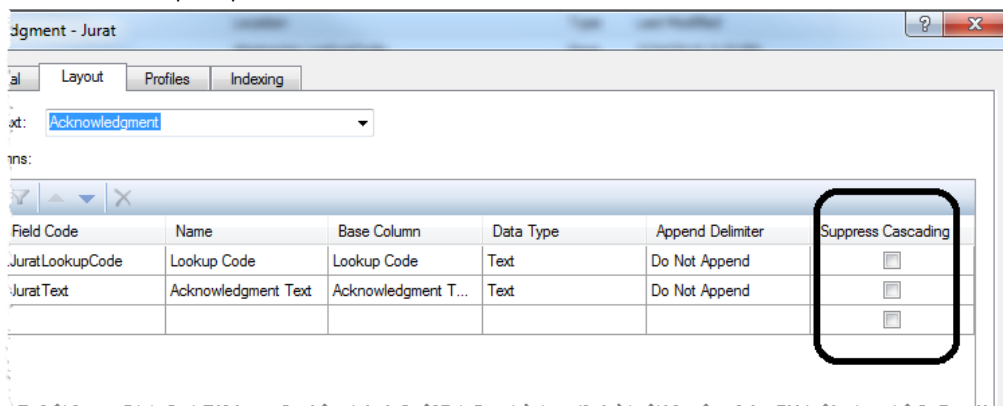 dgment - Jurat
?
X
al Layout Profiles Indexing
xt: Acknowledgment
nns:
Field Code Name Base Column Data Type Append Delimiter Suppress Cascading
JuratLookupCode Lookup Code Lookup Code Text Do Not Append
JuratText Acknowledgment Text Acknowledgment T... Text Do Not Append